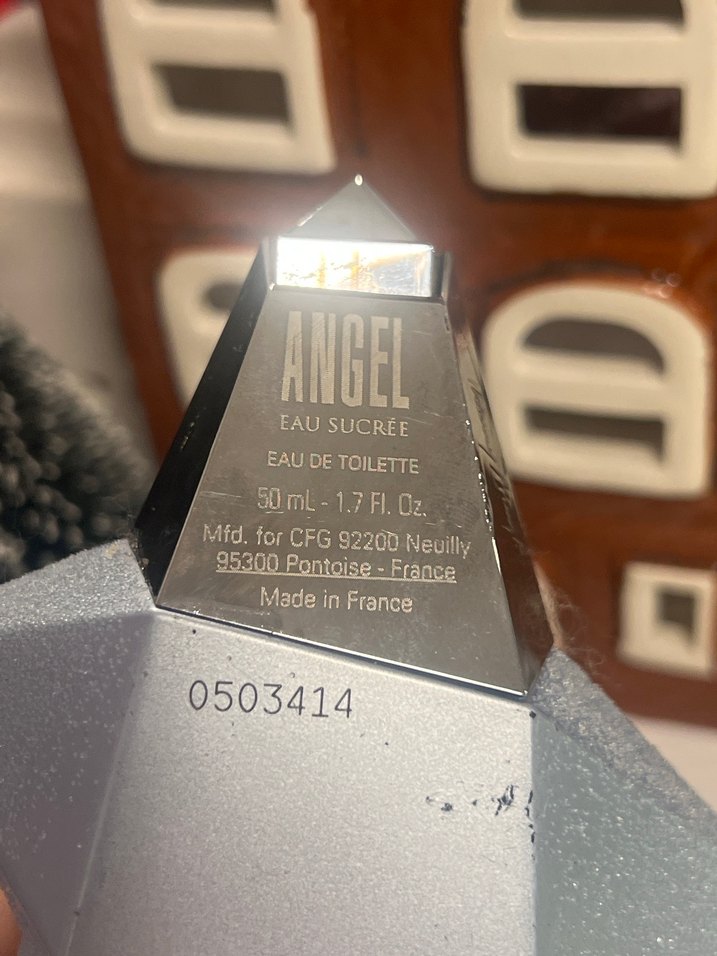 ANGEL
EAU SUCRÉE
EAU DE TOILETTE
50 mL - 1.7 Fl. Oz.
Mfd. for CFG 92200 Neuilly
95300 Pontoise - France
Made in France
0503414